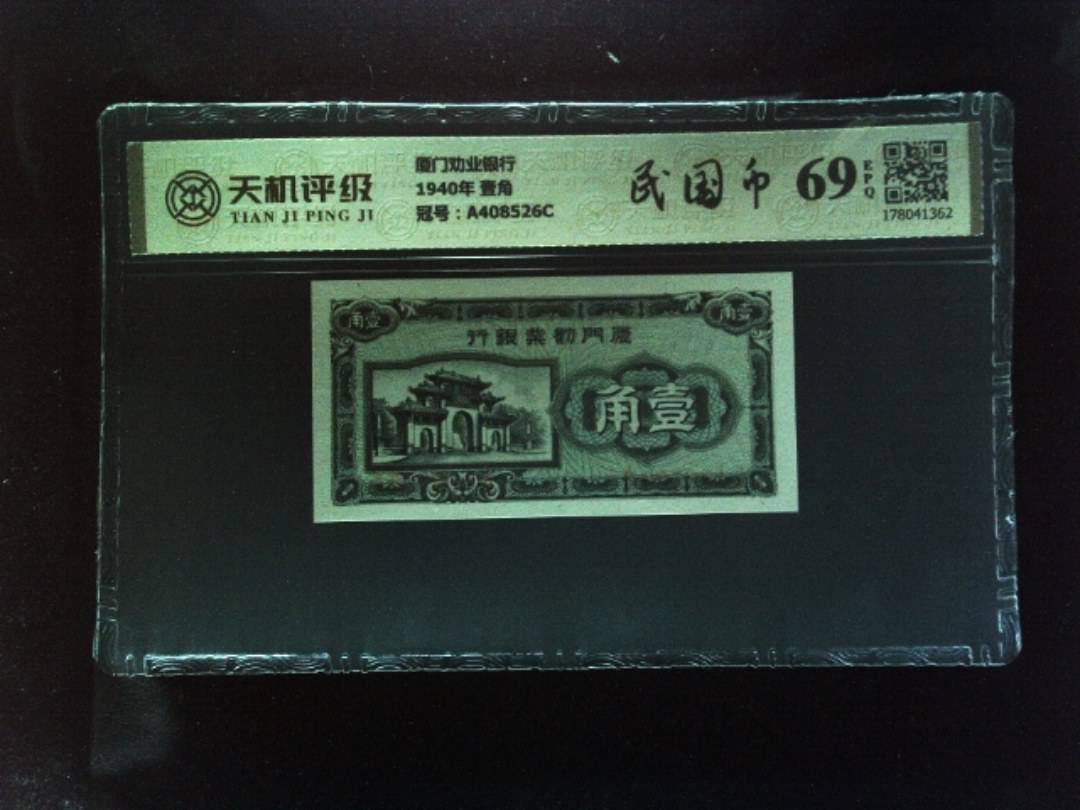 天机评级
TIAN JI PING JI
厦门劝业银行
1940年 壹角
冠号：A408526C
民国币
69
EPQ
178041362
角壹
角壹
行銀業勸門廈
角壹